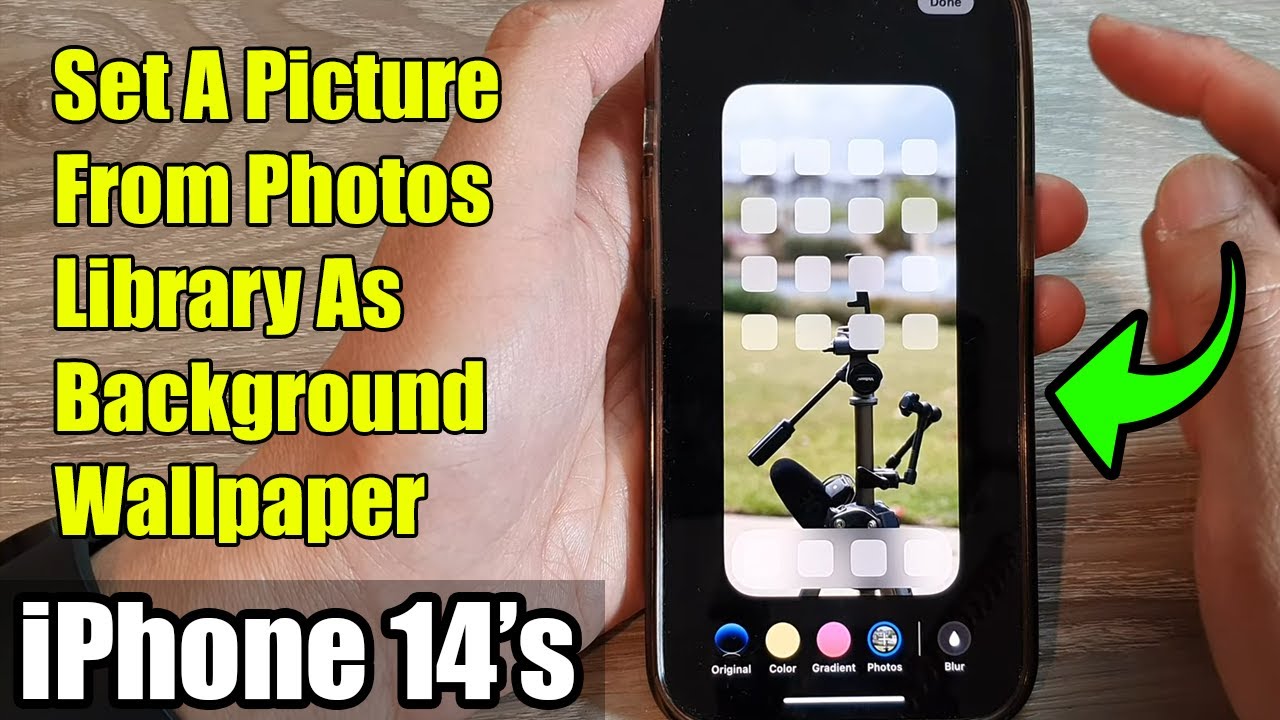 Set A Picture
From Photos
Library As
Background
Wallpaper
iPhone 14's
Done
Original
Color
Gradient
Photos
Blur